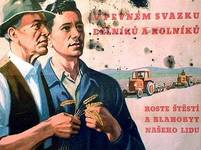 V PEVNÉM SVAZKU
DĚLNÍKŮ A ROLNÍKŮ
ROSTE ŠTĚSTÍ
A BLAHOBYT
NAŠEHO LIDU